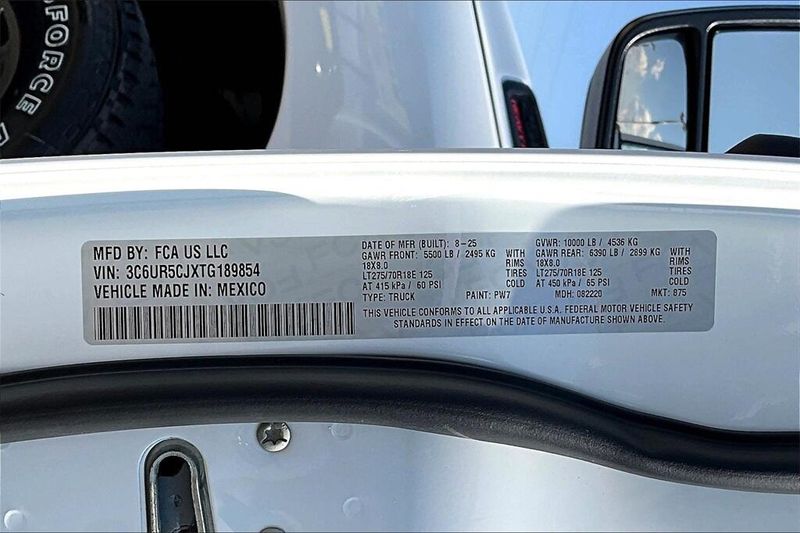 DFORCE
MFD BY: FCA US LLC
VIN: 3C6UR5CJXTG189854
VEHICLE MADE IN: MEXICO
DATE OF MFR (BUILT): 8-25
GAWR FRONT: 5500 LB / 2495 KG WITH
18X8.0 RIMS
LT275/70R18E 125 TIRES
AT 415 kPa / 60 PSI COLD
TYPE: TRUCK PAINT: PW7
GVWR: 10000 LB / 4536 KG
GAWR REAR: 6390 LB / 2899 KG WITH
18X8.0 RIMS
LT275/70R18E 125 TIRES
AT 450 kPa / 65 PSI COLD
MDH: 082220 MKT: 875
THIS VEHICLE CONFORMS TO ALL APPLICABLE U.S.A. FEDERAL MOTOR VEHICLE SAFETY
STANDARDS IN EFFECT ON THE DATE OF MANUFACTURE SHOWN ABOVE.